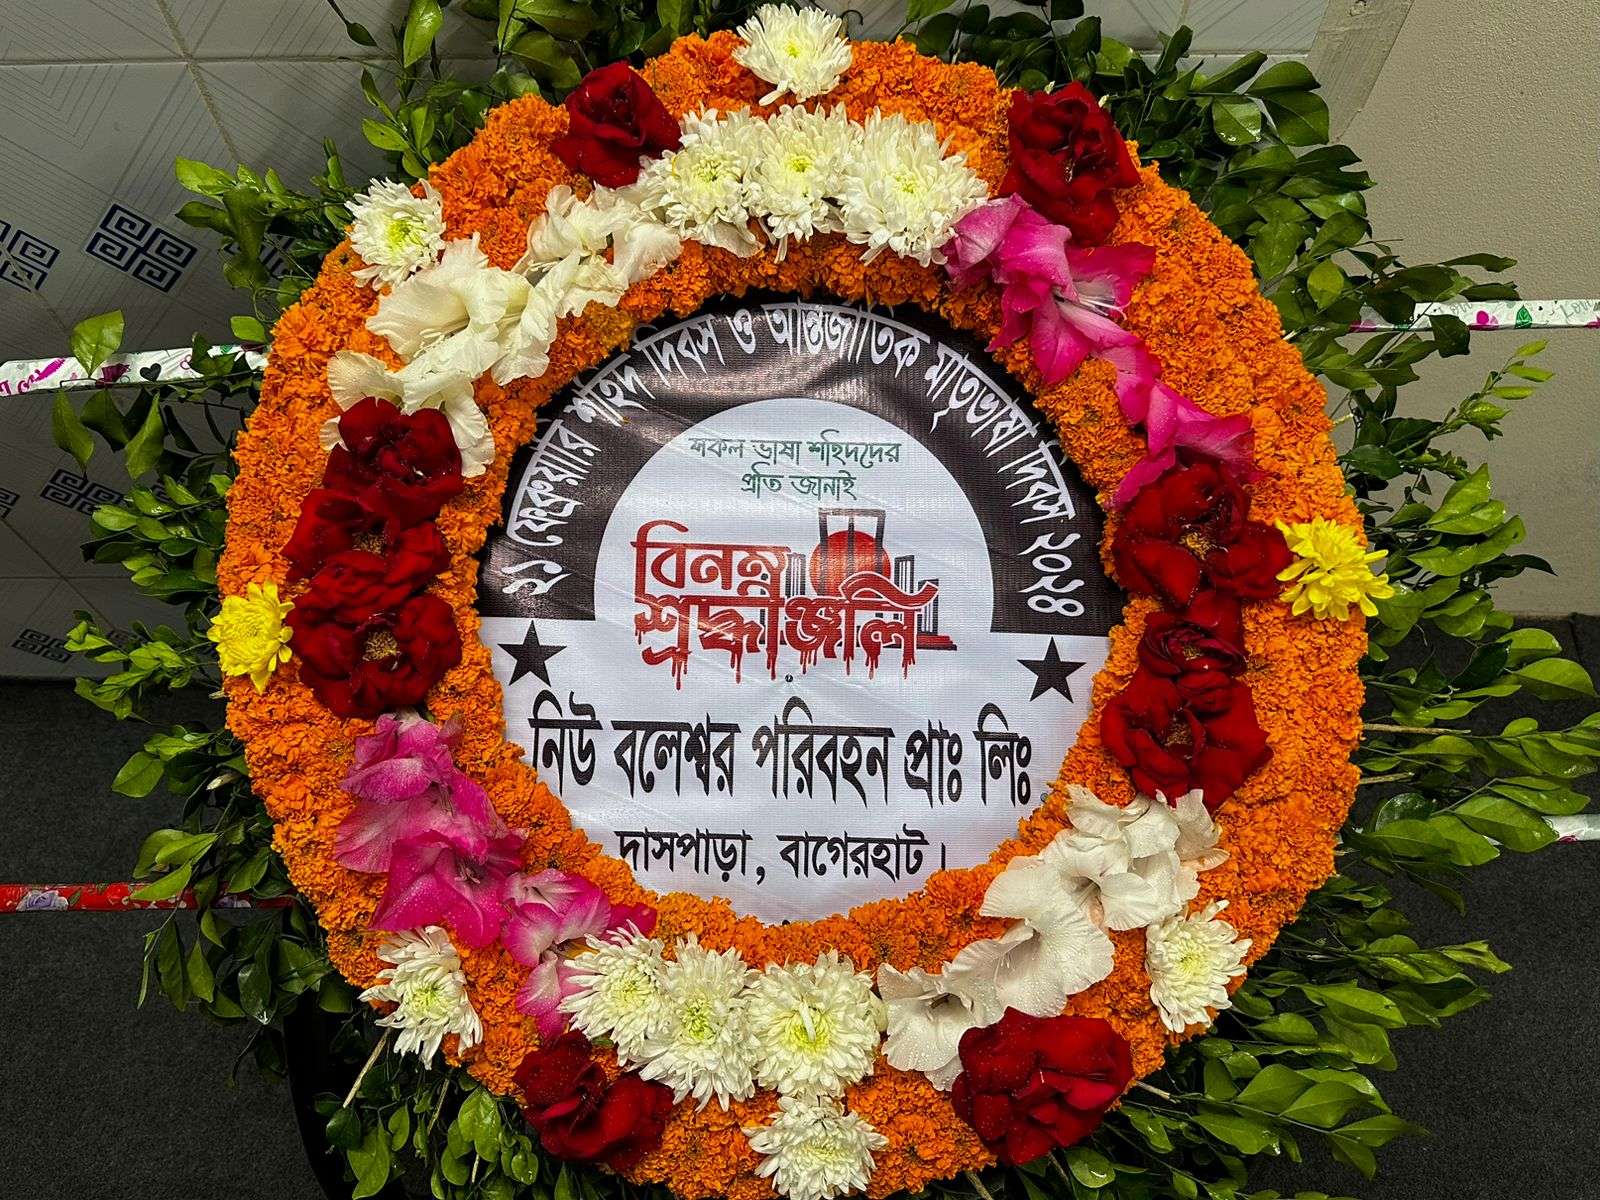 ২১ ফেব্রুয়ারি শহিদ দিবস ও আন্তর্জাতিক মাতৃভাষা দিবস ২০২৪
সকল ভাষা শহিদদের
প্রতি জানাই
বিনম্র
শ্রদ্ধাঞ্জলি
নিউ বলেশ্বর পরিবহন প্রাঃ লিঃ
দাসপাড়া, বাগেরহাট।